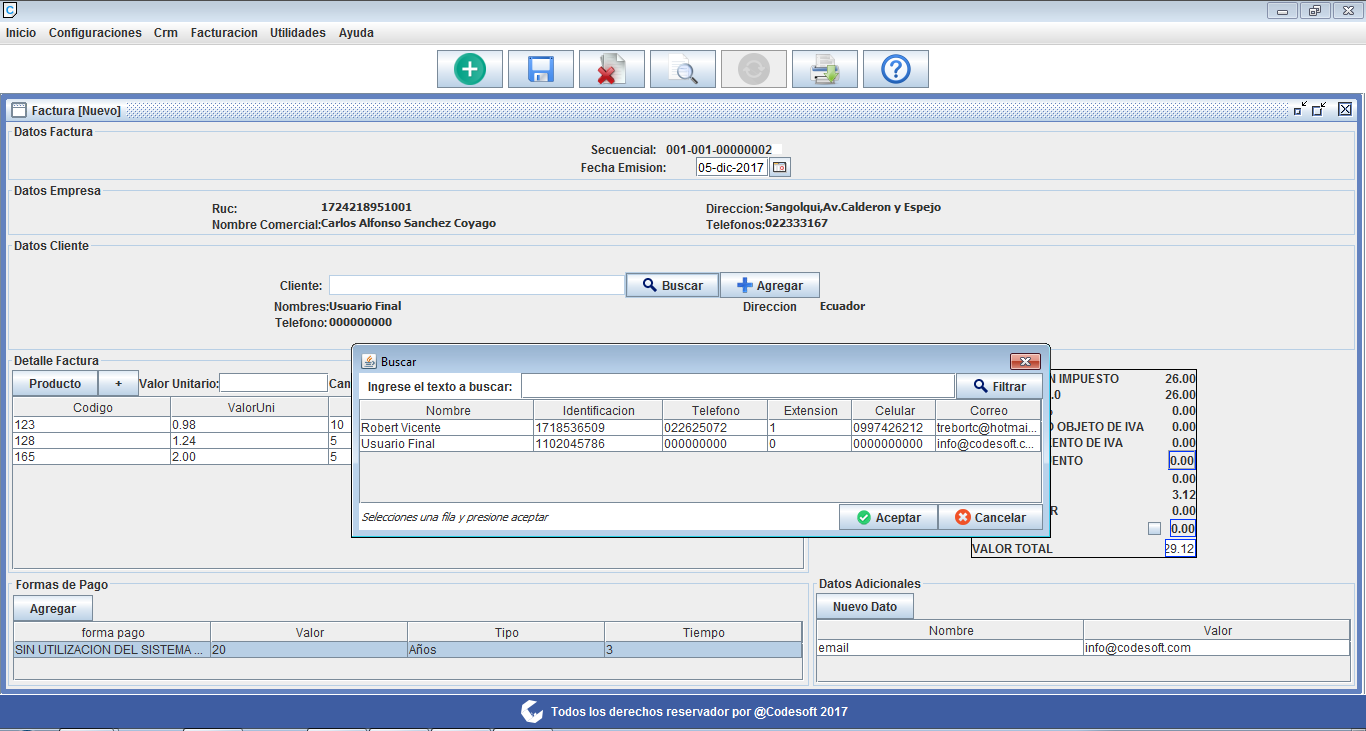 Inicio Configuraciones Crm Facturacion Utilidades Ayuda
Factura [Nuevo]
Datos Factura
Secuencial: 001-001-00000002
Fecha Emision: 05-dic-2017
Datos Empresa
Ruc: 1724218951001 Direccion: Sangolqui,Av.Calderon y Espejo
Nombre Comercial: Carlos Alfonso Sanchez Coyago Telefonos: 022333167
Datos Cliente
Cliente: Buscar Agregar
Nombres: Usuario Final Direccion Ecuador
Telefono: 000000000
Detalle Factura
Producto + Valor Unitario: Can
Codigo ValorUni
123 0.98 10
128 1.24 5
165 2.00 5
Buscar
Ingrese el texto a buscar: Filtrar
Nombre Identificacion Telefono Extension Celular Correo
Robert Vicente 1718536509 022625072 1 0997426212 trebortc@hotmai...
Usuario Final 1102045786 000000000 0 0000000000 info@codesoft.c...
Selecciones una fila y presione aceptar Aceptar Cancelar
N IMPUESTO 26.00
.0 26.00
0.00
O OBJETO DE IVA 0.00
ENTO DE IVA 0.00
ENTO 0.00
0.00
3.12
R 0.00
0.00
VALOR TOTAL 29.12
Formas de Pago
Agregar
forma pago Valor Tipo Tiempo
SIN UTILIZACION DEL SISTEMA ... 20 Años 3
Datos Adicionales
Nuevo Dato
Nombre Valor
email info@codesoft.com
Todos los derechos reservador por @Codesoft 2017